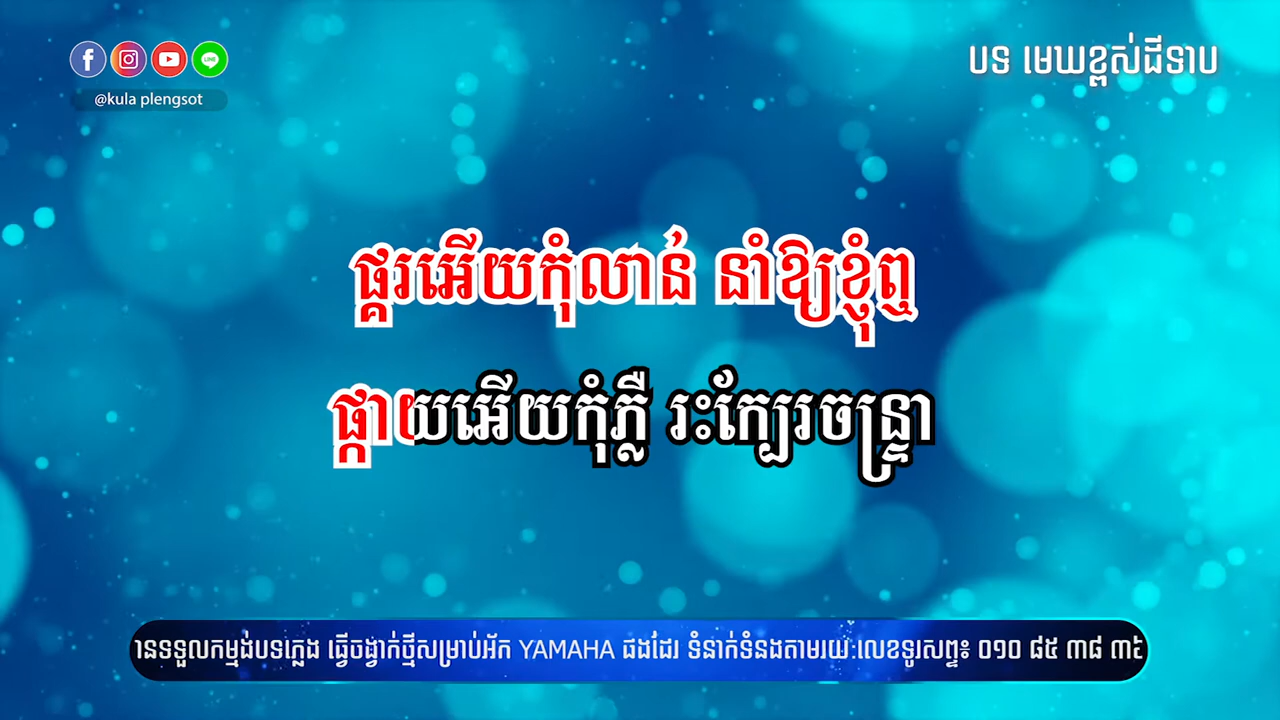 @kula plengsot
បទ មេឃខ្ពស់ដីទាប
ផ្គរអើយកុំលាន់ នាំឱ្យខ្ញុំឮ
ផ្កាយអើយកុំភ្លឺ រះក្បែរចន្ទ្រា
ទទួលកម្មង់បទភ្លេង ធ្វើចង្វាក់ថ្មីសម្រាប់អ័ក YAMAHA ផងដែរ ទំនាក់ទំនងតាមរយៈលេខទូរសព្ទ៖ ០១០ ៨៥ ៣៨